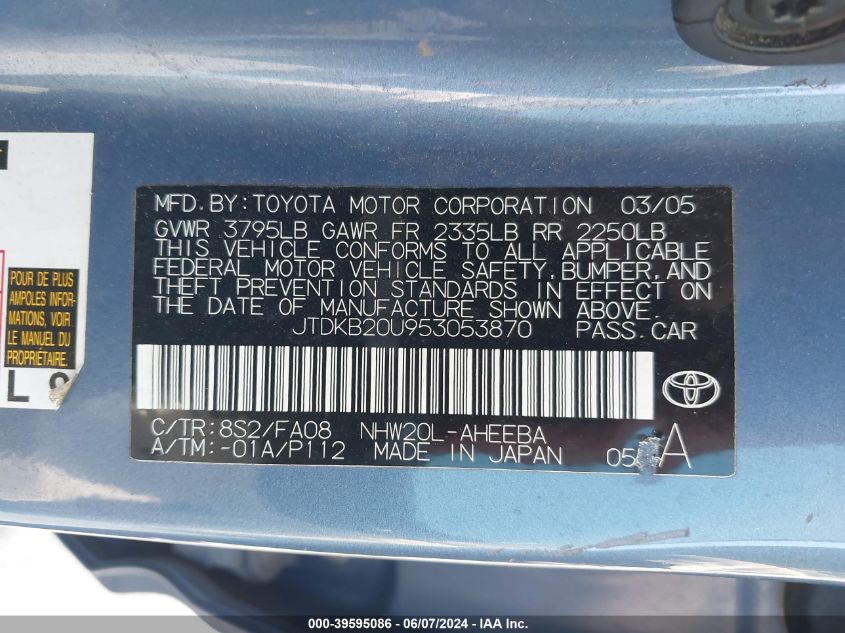 MFD. BY: TOYOTA MOTOR CORPORATION 03/05
GVWR 3795LB GAWR FR 2335LB RR 2250LB
THIS VEHICLE CONFORMS TO ALL APPLICABLE
FEDERAL MOTOR VEHICLE SAFETY, BUMPER, AND
THEFT PREVENTION STANDARDS IN EFFECT ON
THE DATE OF MANUFACTURE SHOWN ABOVE.
JTDKB20U953053870 PASS. CAR
C/TR: 8S2/FA08 NHW20L-AHEEBA
A/TM: -01A/P112 MADE IN JAPAN 05 A
POUR DE PLUS
AMPLES INFOR-
MATIONS, VOIR
LE MANUEL DU
PROPRIÉTAIRE.
000-39595086 - 06/07/2024 - IAAI.COM